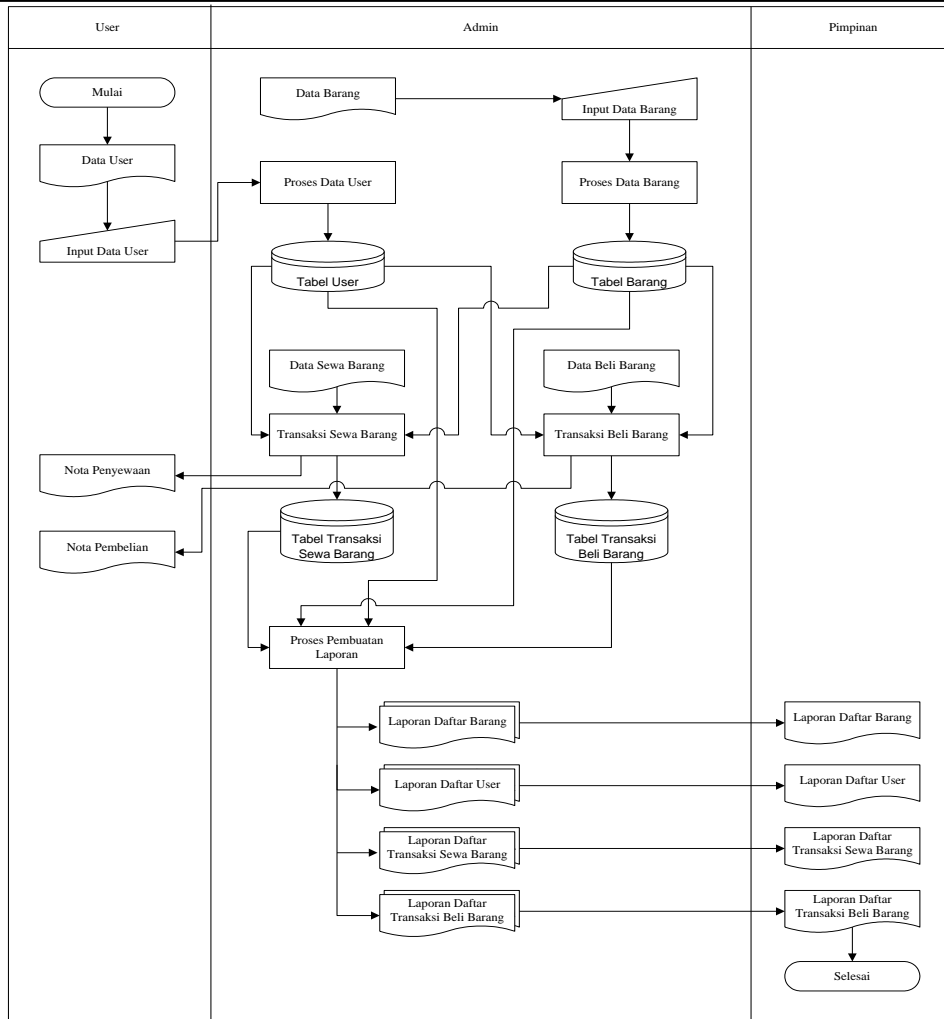 User
Admin
Pimpinan
Mulai
Data Barang
Input Data Barang
Data User
Proses Data User
Proses Data Barang
Input Data User
Tabel User
Tabel Barang
Data Sewa Barang
Data Beli Barang
Transaksi Sewa Barang
Transaksi Beli Barang
Nota Penyewaan
Nota Pembelian
Tabel Transaksi
Sewa Barang
Tabel Transaksi
Beli Barang
Proses Pembuatan
Laporan
Laporan Daftar Barang
Laporan Daftar Barang
Laporan Daftar User
Laporan Daftar User
Laporan Daftar
Transaksi Sewa Barang
Laporan Daftar
Transaksi Sewa Barang
Laporan Daftar
Transaksi Beli Barang
Laporan Daftar
Transaksi Beli Barang
Selesai